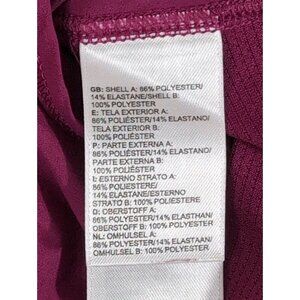 GB: SHELL A: 86% POLYESTER/
14% ELASTANE/SHELL B:
100% POLYESTER
E: TELA EXTERIOR A:
86% POLIÉSTER/14% ELASTANO/
TELA EXTERIOR B:
100% POLIÉSTER
P: PARTE EXTERNA A:
86% POLIÉSTER/14% ELASTANO/
PARTE EXTERNA B:
100% POLIÉSTER
I: ESTERNO STRATO A:
86% POLIESTERE/
14% ELASTANE/ESTERNO
STRATO B: 100% POLIESTERE
D: OBERSTOFF A:
86% POLYESTER/14% ELASTHAN/
OBERSTOFF B: 100% POLYESTER
NL: OMHULSEL A:
86% POLYESTER/14% ELASTAAN/
OMHULSEL B: 100% POLYESTER